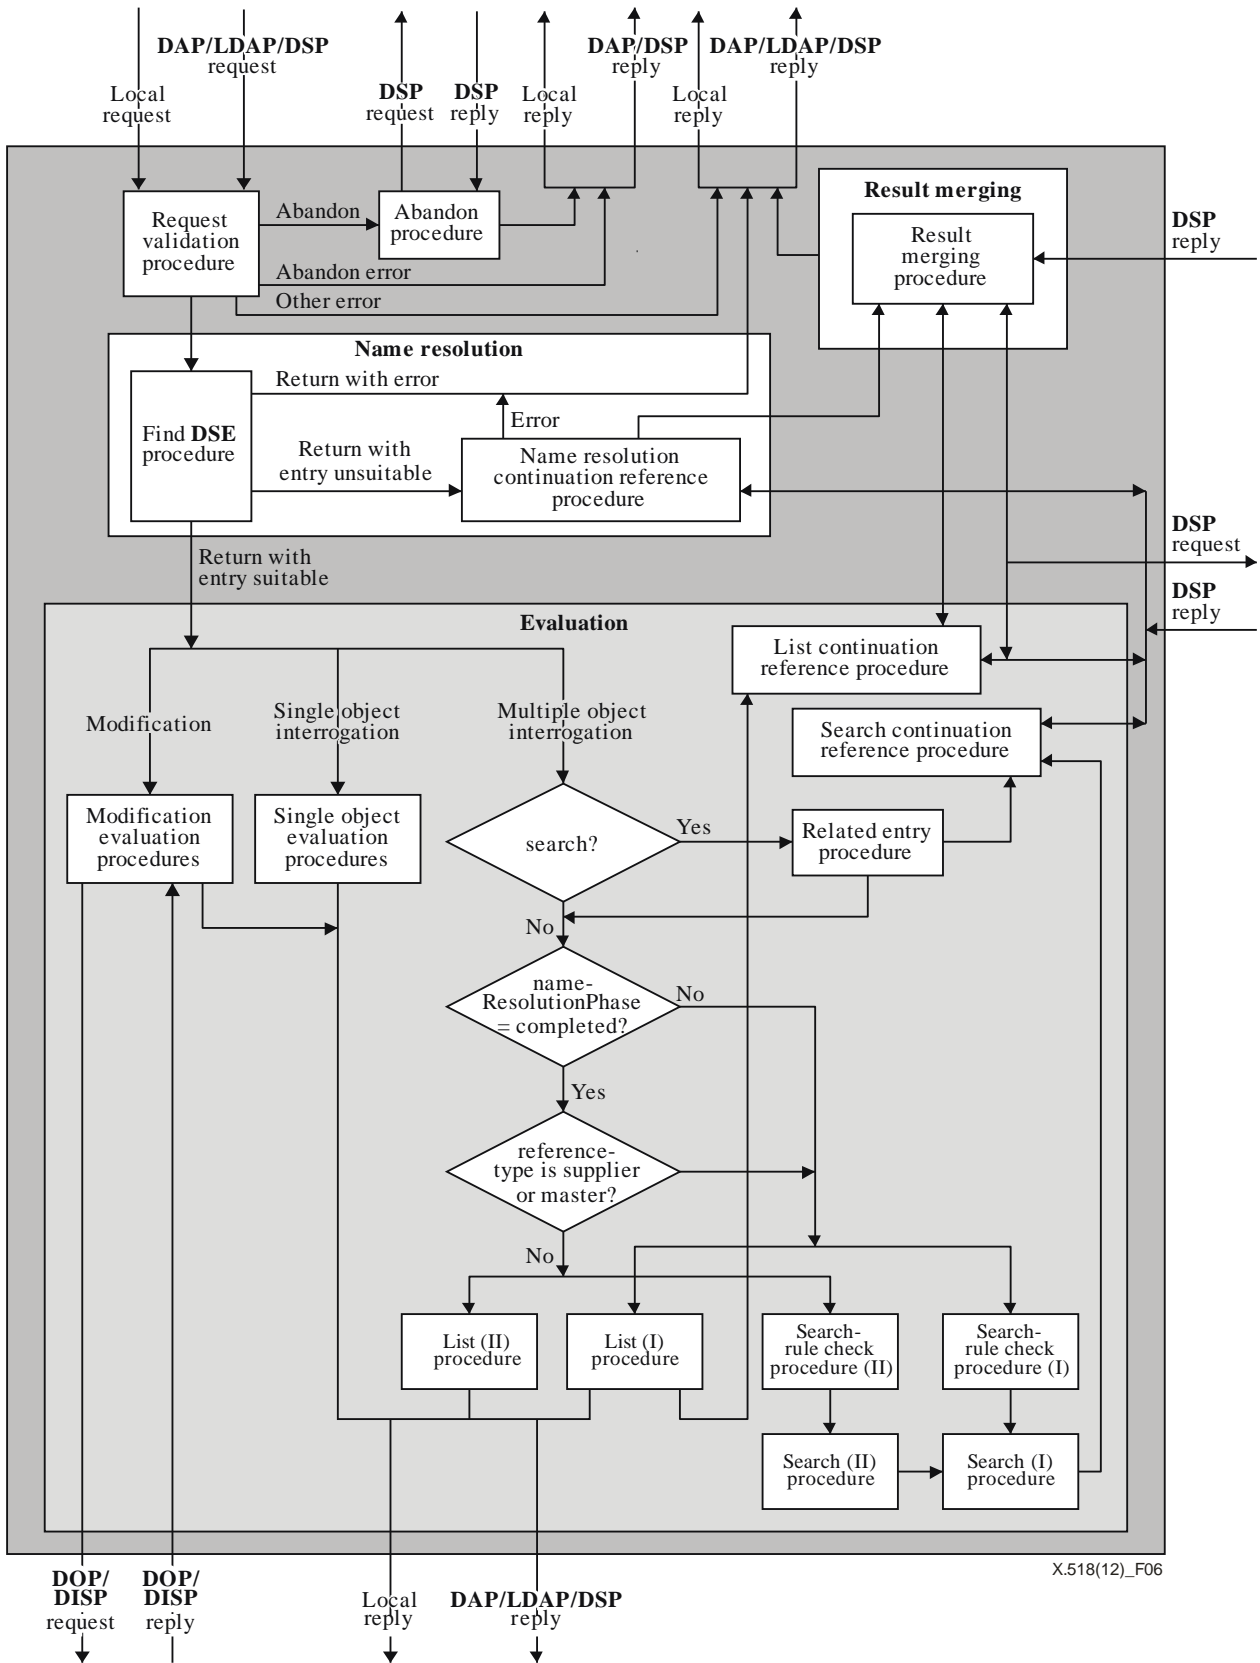 DAP/LDAP/DSP
request
Local
request
DSP
request
DSP
reply
Local
reply
DAP/DSP
reply
Local
reply
DAP/LDAP/DSP
reply
Request
validation
procedure
Abandon
Abandon
procedure
Abandon error
Other error
Result merging
Result
merging
procedure
DSP
reply
Name resolution
Return with error
Error
Find DSE
procedure
Return with
entry unsuitable
Name resolution
continuation reference
procedure
Return with
entry suitable
DSP
request
DSP
reply
Evaluation
List continuation
reference procedure
Modification
Single object
interrogation
Multiple object
interrogation
Search continuation
reference procedure
Modification
evaluation
procedures
Single object
evaluation
procedures
search?
Yes
Related entry
procedure
No
name-
ResolutionPhase
= completed?
No
Yes
reference-
type is supplier
or master?
No
List (II)
procedure
List (I)
procedure
Search-
rule check
procedure (II)
Search-
rule check
procedure (I)
Search (II)
procedure
Search (I)
procedure
X.518(12)_F06
DOP/
DISP
request
DOP/
DISP
reply
Local
reply
DAP/LDAP/DSP
reply